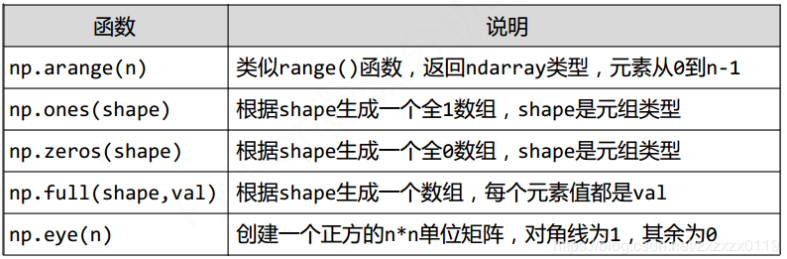 函数 说明
np.arange(n) 类似range()函数，返回ndarray类型，元素从0到n-1
np.ones(shape) 根据shape生成一个全1数组，shape是元组类型
np.zeros(shape) 根据shape生成一个全0数组，shape是元组类型
np.full(shape,val) 根据shape生成一个数组，每个元素值都是val
np.eye(n) 创建一个正方的n*n单位矩阵，对角线为1，其余为0